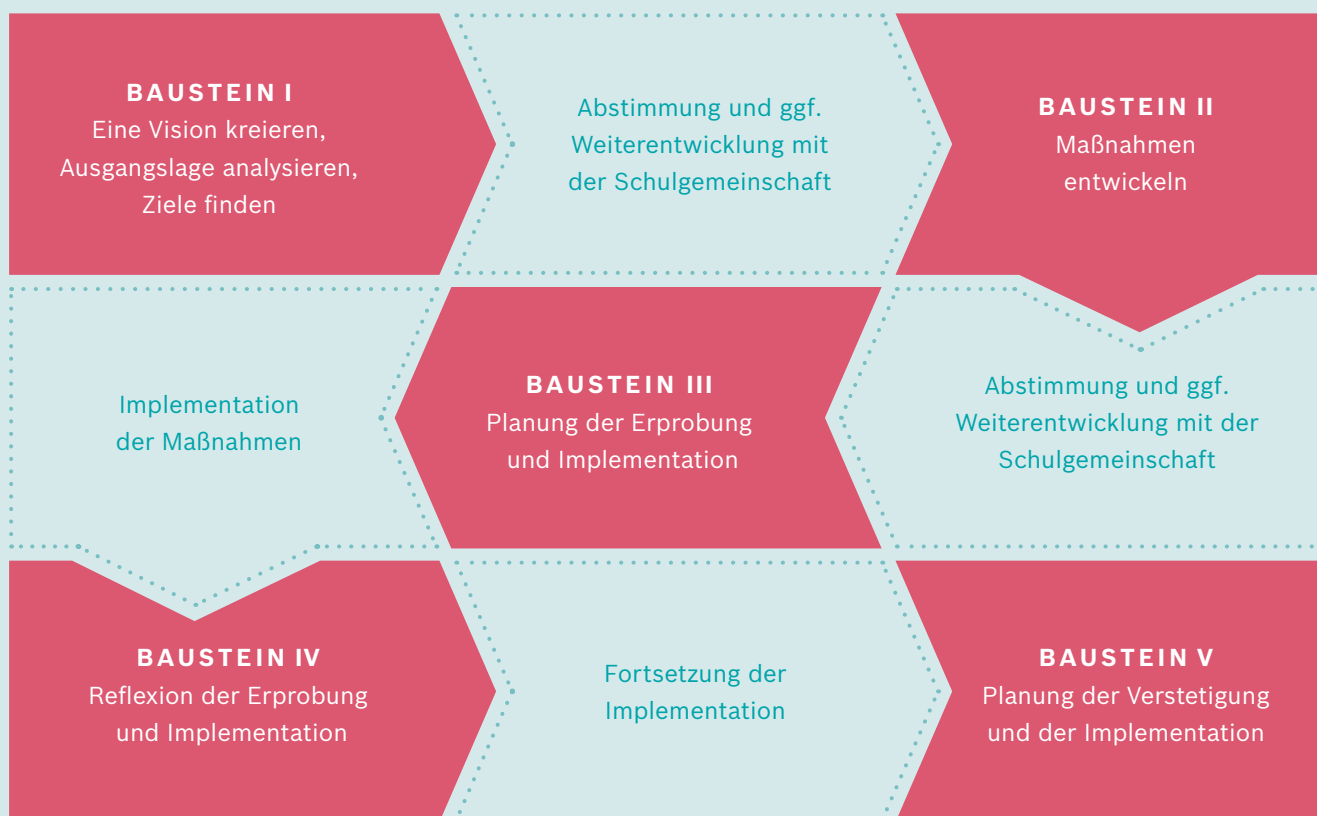 BAUSTEIN I
Eine Vision kreieren,
Ausgangslage analysieren,
Ziele finden
Abstimmung und ggf.
Weiterentwicklung mit
der Schulgemeinschaft
BAUSTEIN II
Maßnahmen
entwickeln
Implementation
der Maßnahmen
BAUSTEIN III
Planung der Erprobung
und Implementation
Abstimmung und ggf.
Weiterentwicklung mit der
Schulgemeinschaft
BAUSTEIN IV
Reflexion der Erprobung
und Implementation
Fortsetzung der
Implementation
BAUSTEIN V
Planung der Verstetigung
und der Implementation